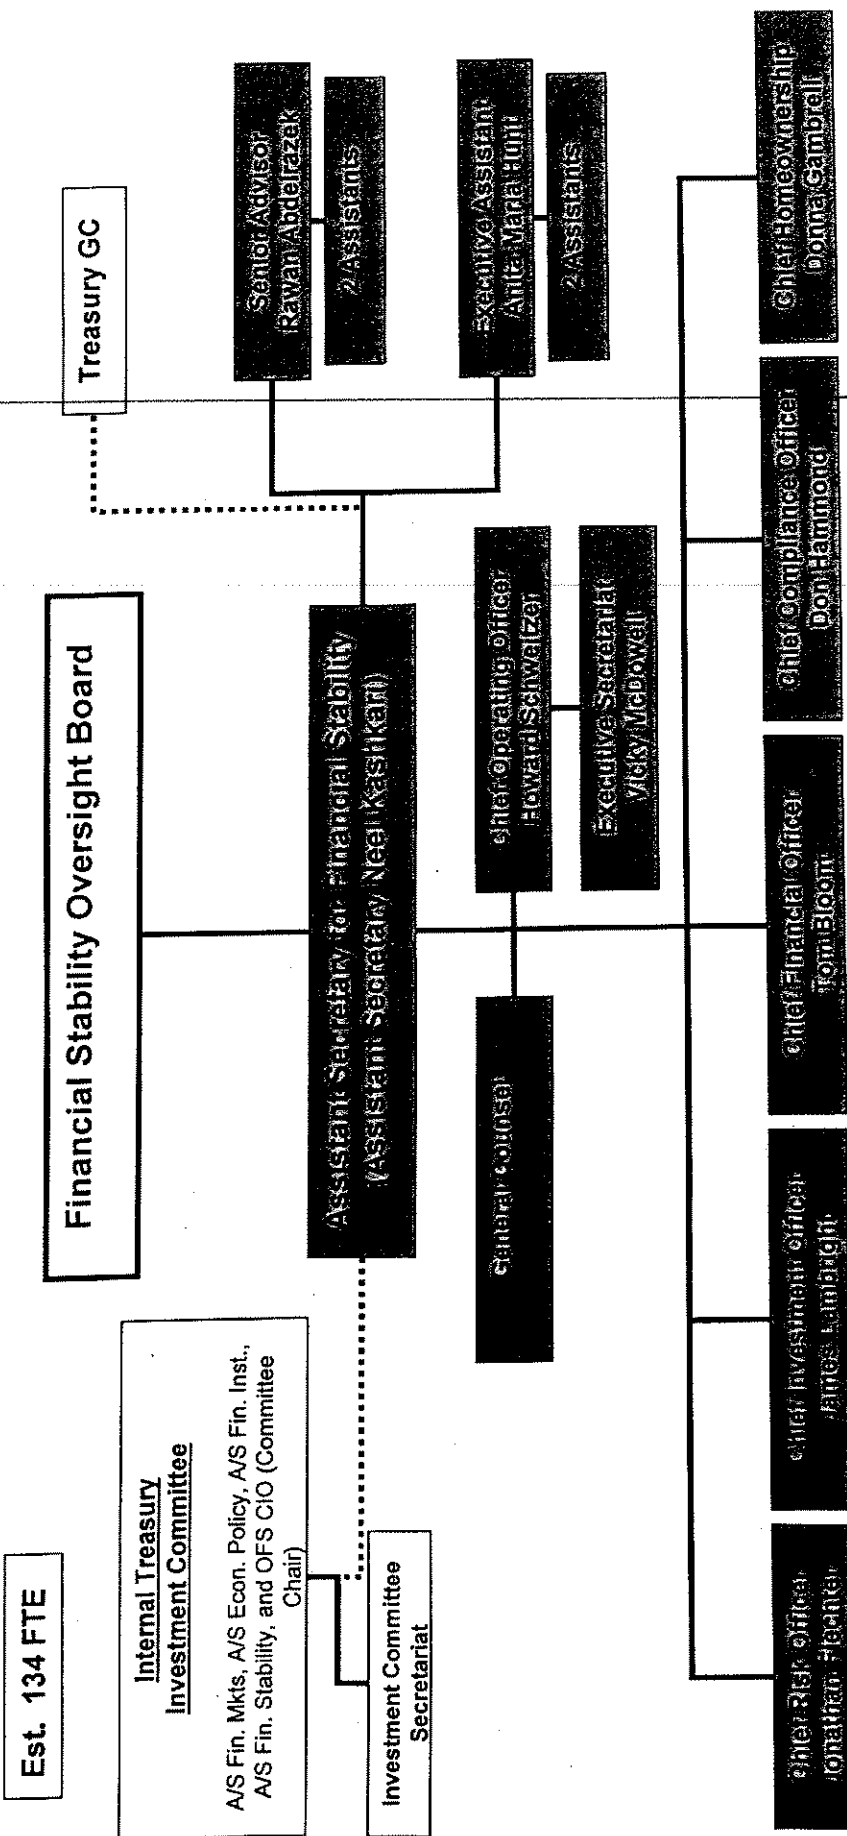 Est. 134 FTE
Financial Stability Oversight Board
Treasury GC
Internal Treasury
Investment Committee
A/S Fin. Mkts, A/S Econ. Policy, A/S Fin. Inst.,
A/S Fin. Stability, and OFS CIO (Committee
Chair)
Investment Committee
Secretariat
Assistant Secretary for Financial Stability
(Assistant Secretary Neel Kashkari)
Senior Advisor
Rawan Abdelrazek
2 Assistants
Executive Assistant
Anita Maria Hunt
2 Assistants
General Counsel
Chief Operating Officer
Howard Schweitzer
Executive Secretariat
Vicky McDowell
Chief Risk Officer
Jonathan Fiechter
Chief Investment Officer
James Lambright
Chief Financial Officer
Tom Bloom
Chief Compliance Officer
Don Hammond
Chief Homeownership
Donna Gambrell